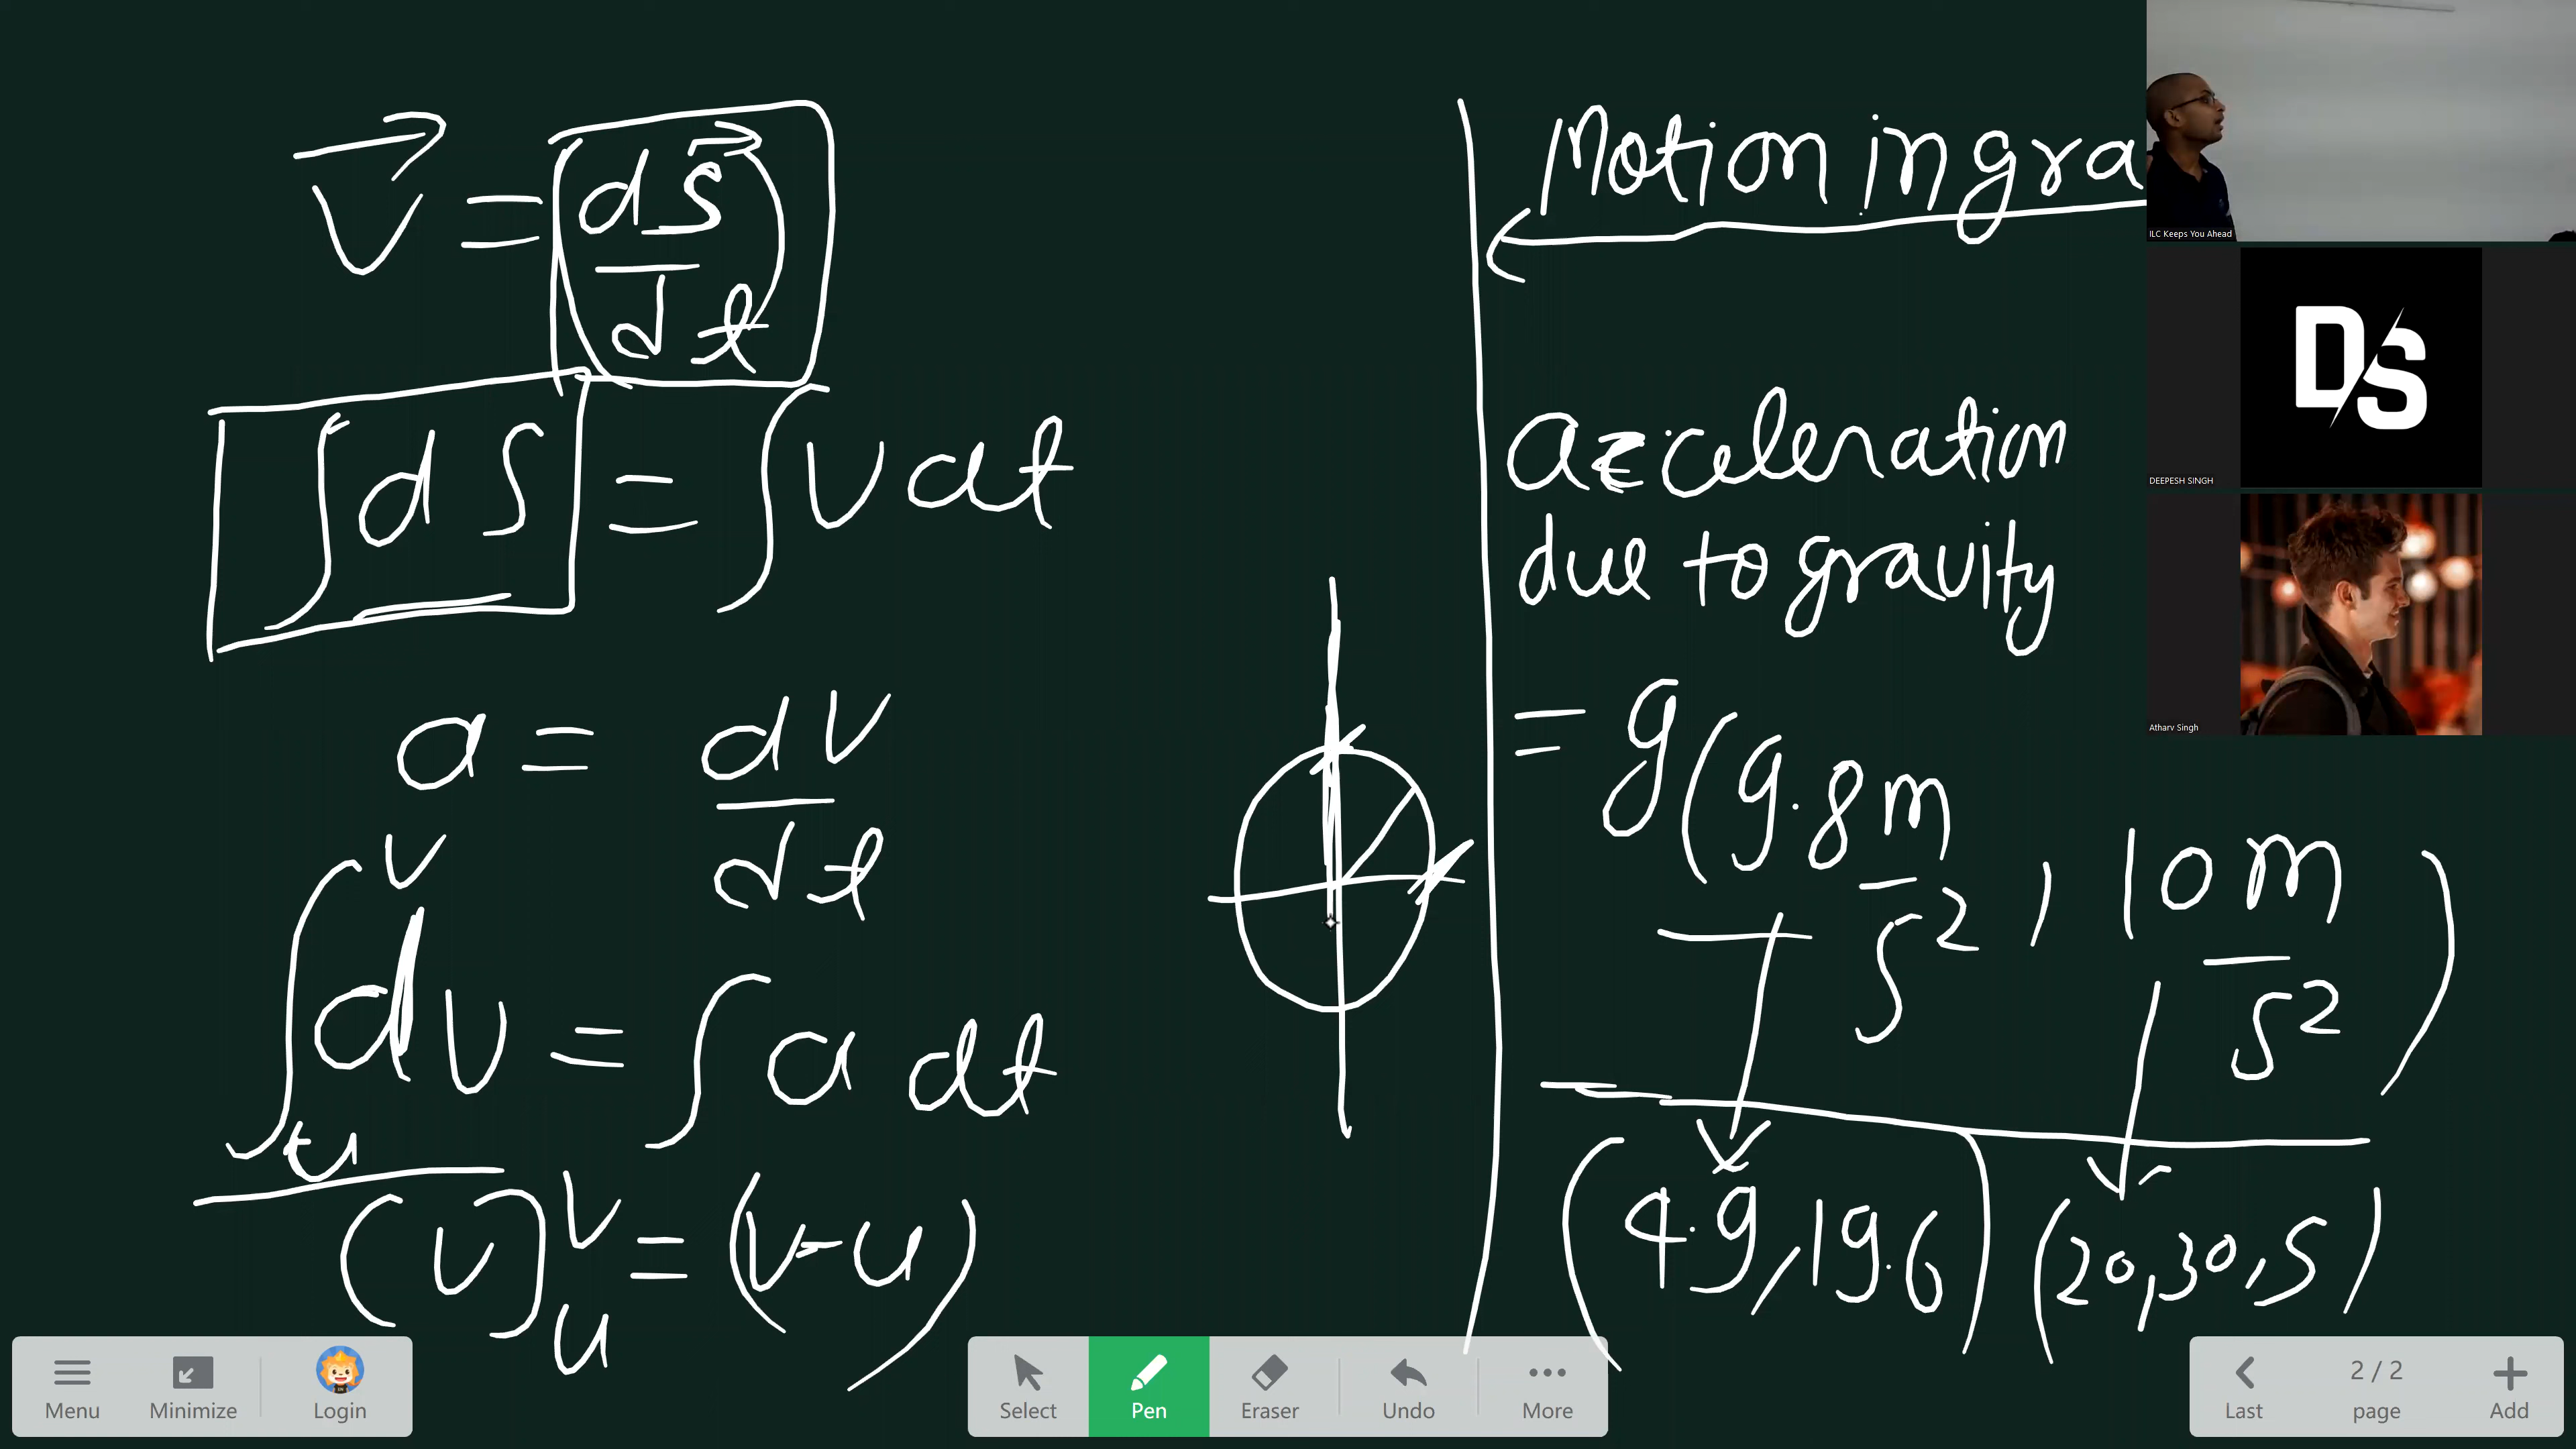 v = (ds/dt)
∫ds = ∫v dt
a = dv/dt
∫ᵤᵛ dv = ∫a dt
(v)ᵤᵛ = (v-u)
Motion in gra
acceleration
due to gravity
= g(9.8 m/s², 10 m/s²)
(4.9, 19.6) (20, 30, 5)
ILC Keeps You Ahead
DS
DEEPESH SINGH
Atharv Singh
Menu Minimize Login
Select Pen Eraser Undo More
Last 2 / 2 page Add